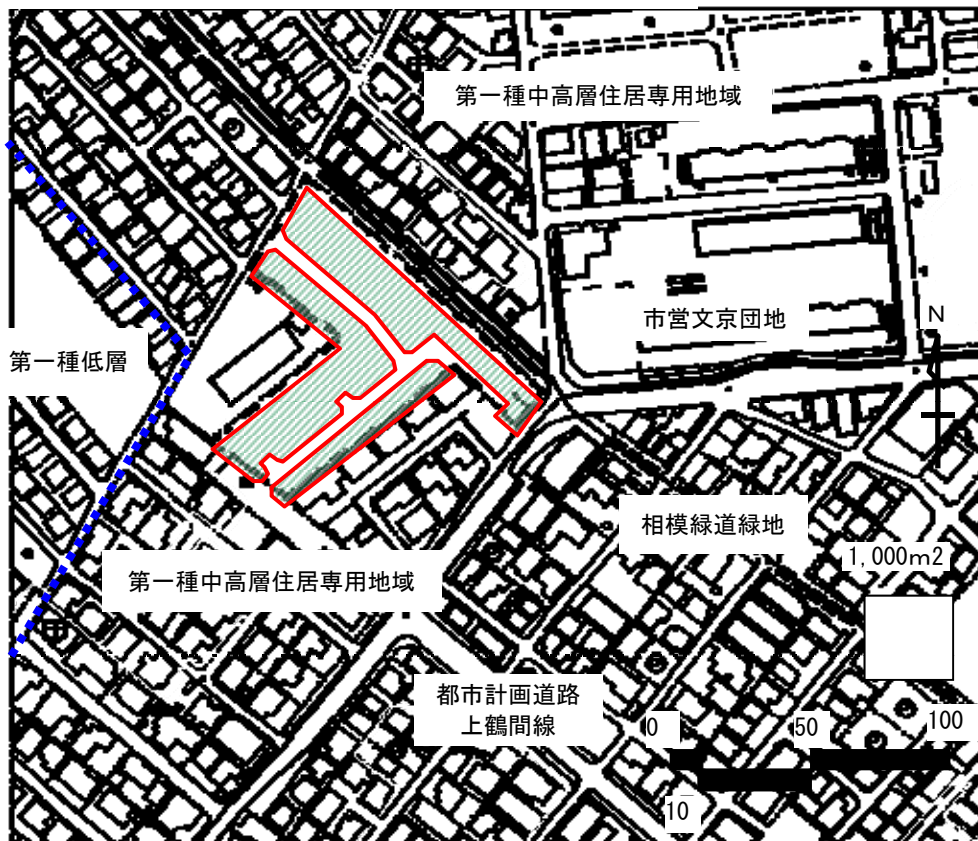 第一種中高層住居専用地域
市営文京団地
N
第一種低層
相模緑道緑地
1,000m2
第一種中高層住居専用地域
都市計画道路
上鶴間線
0
50
100
10